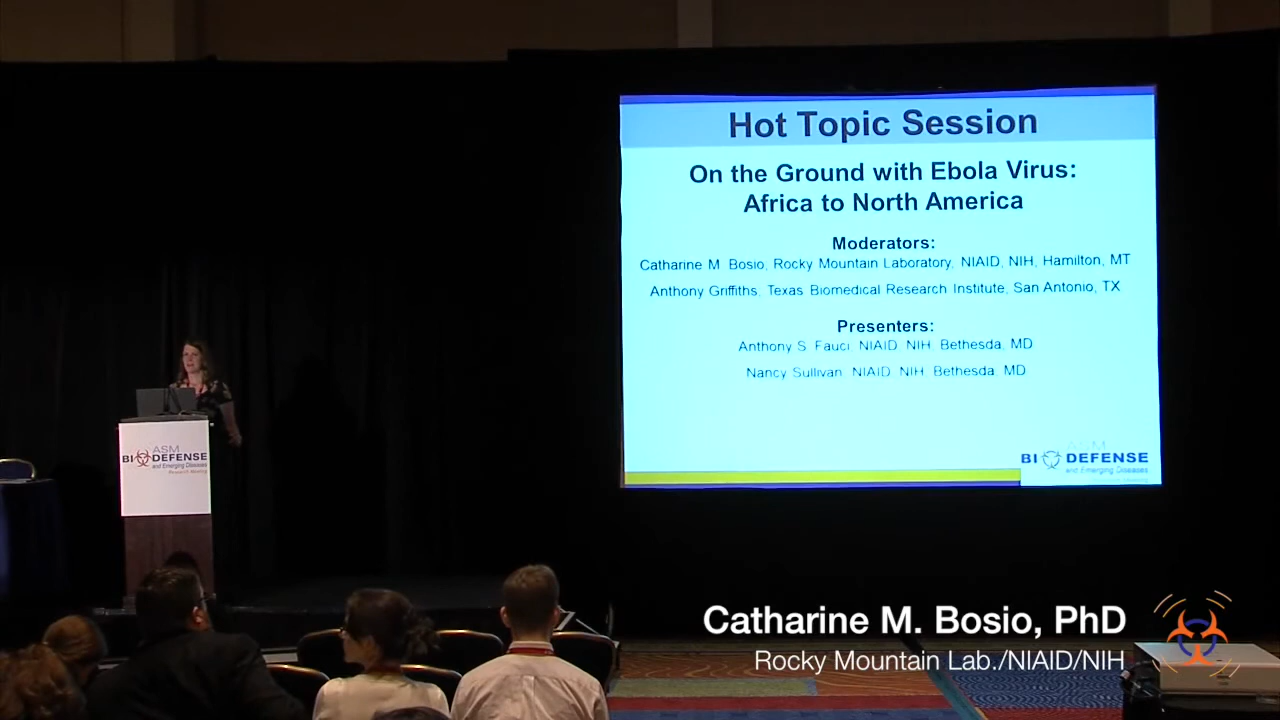 Hot Topic Session
On the Ground with Ebola Virus:
Africa to North America
Moderators:
Catharine M. Bosio, Rocky Mountain Laboratory, NIAID, NIH, Hamilton, MT
Anthony Griffiths, Texas Biomedical Research Institute, San Antonio, TX
Presenters:
Anthony S. Fauci, NIAID, NIH, Bethesda, MD
Nancy Sullivan, NIAID, NIH, Bethesda, MD
ASM
BIODEFENSE
and Emerging Diseases
ASM
BIODEFENSE
and Emerging Diseases
Research Meeting
Catharine M. Bosio, PhD
Rocky Mountain Lab./NIAID/NIH